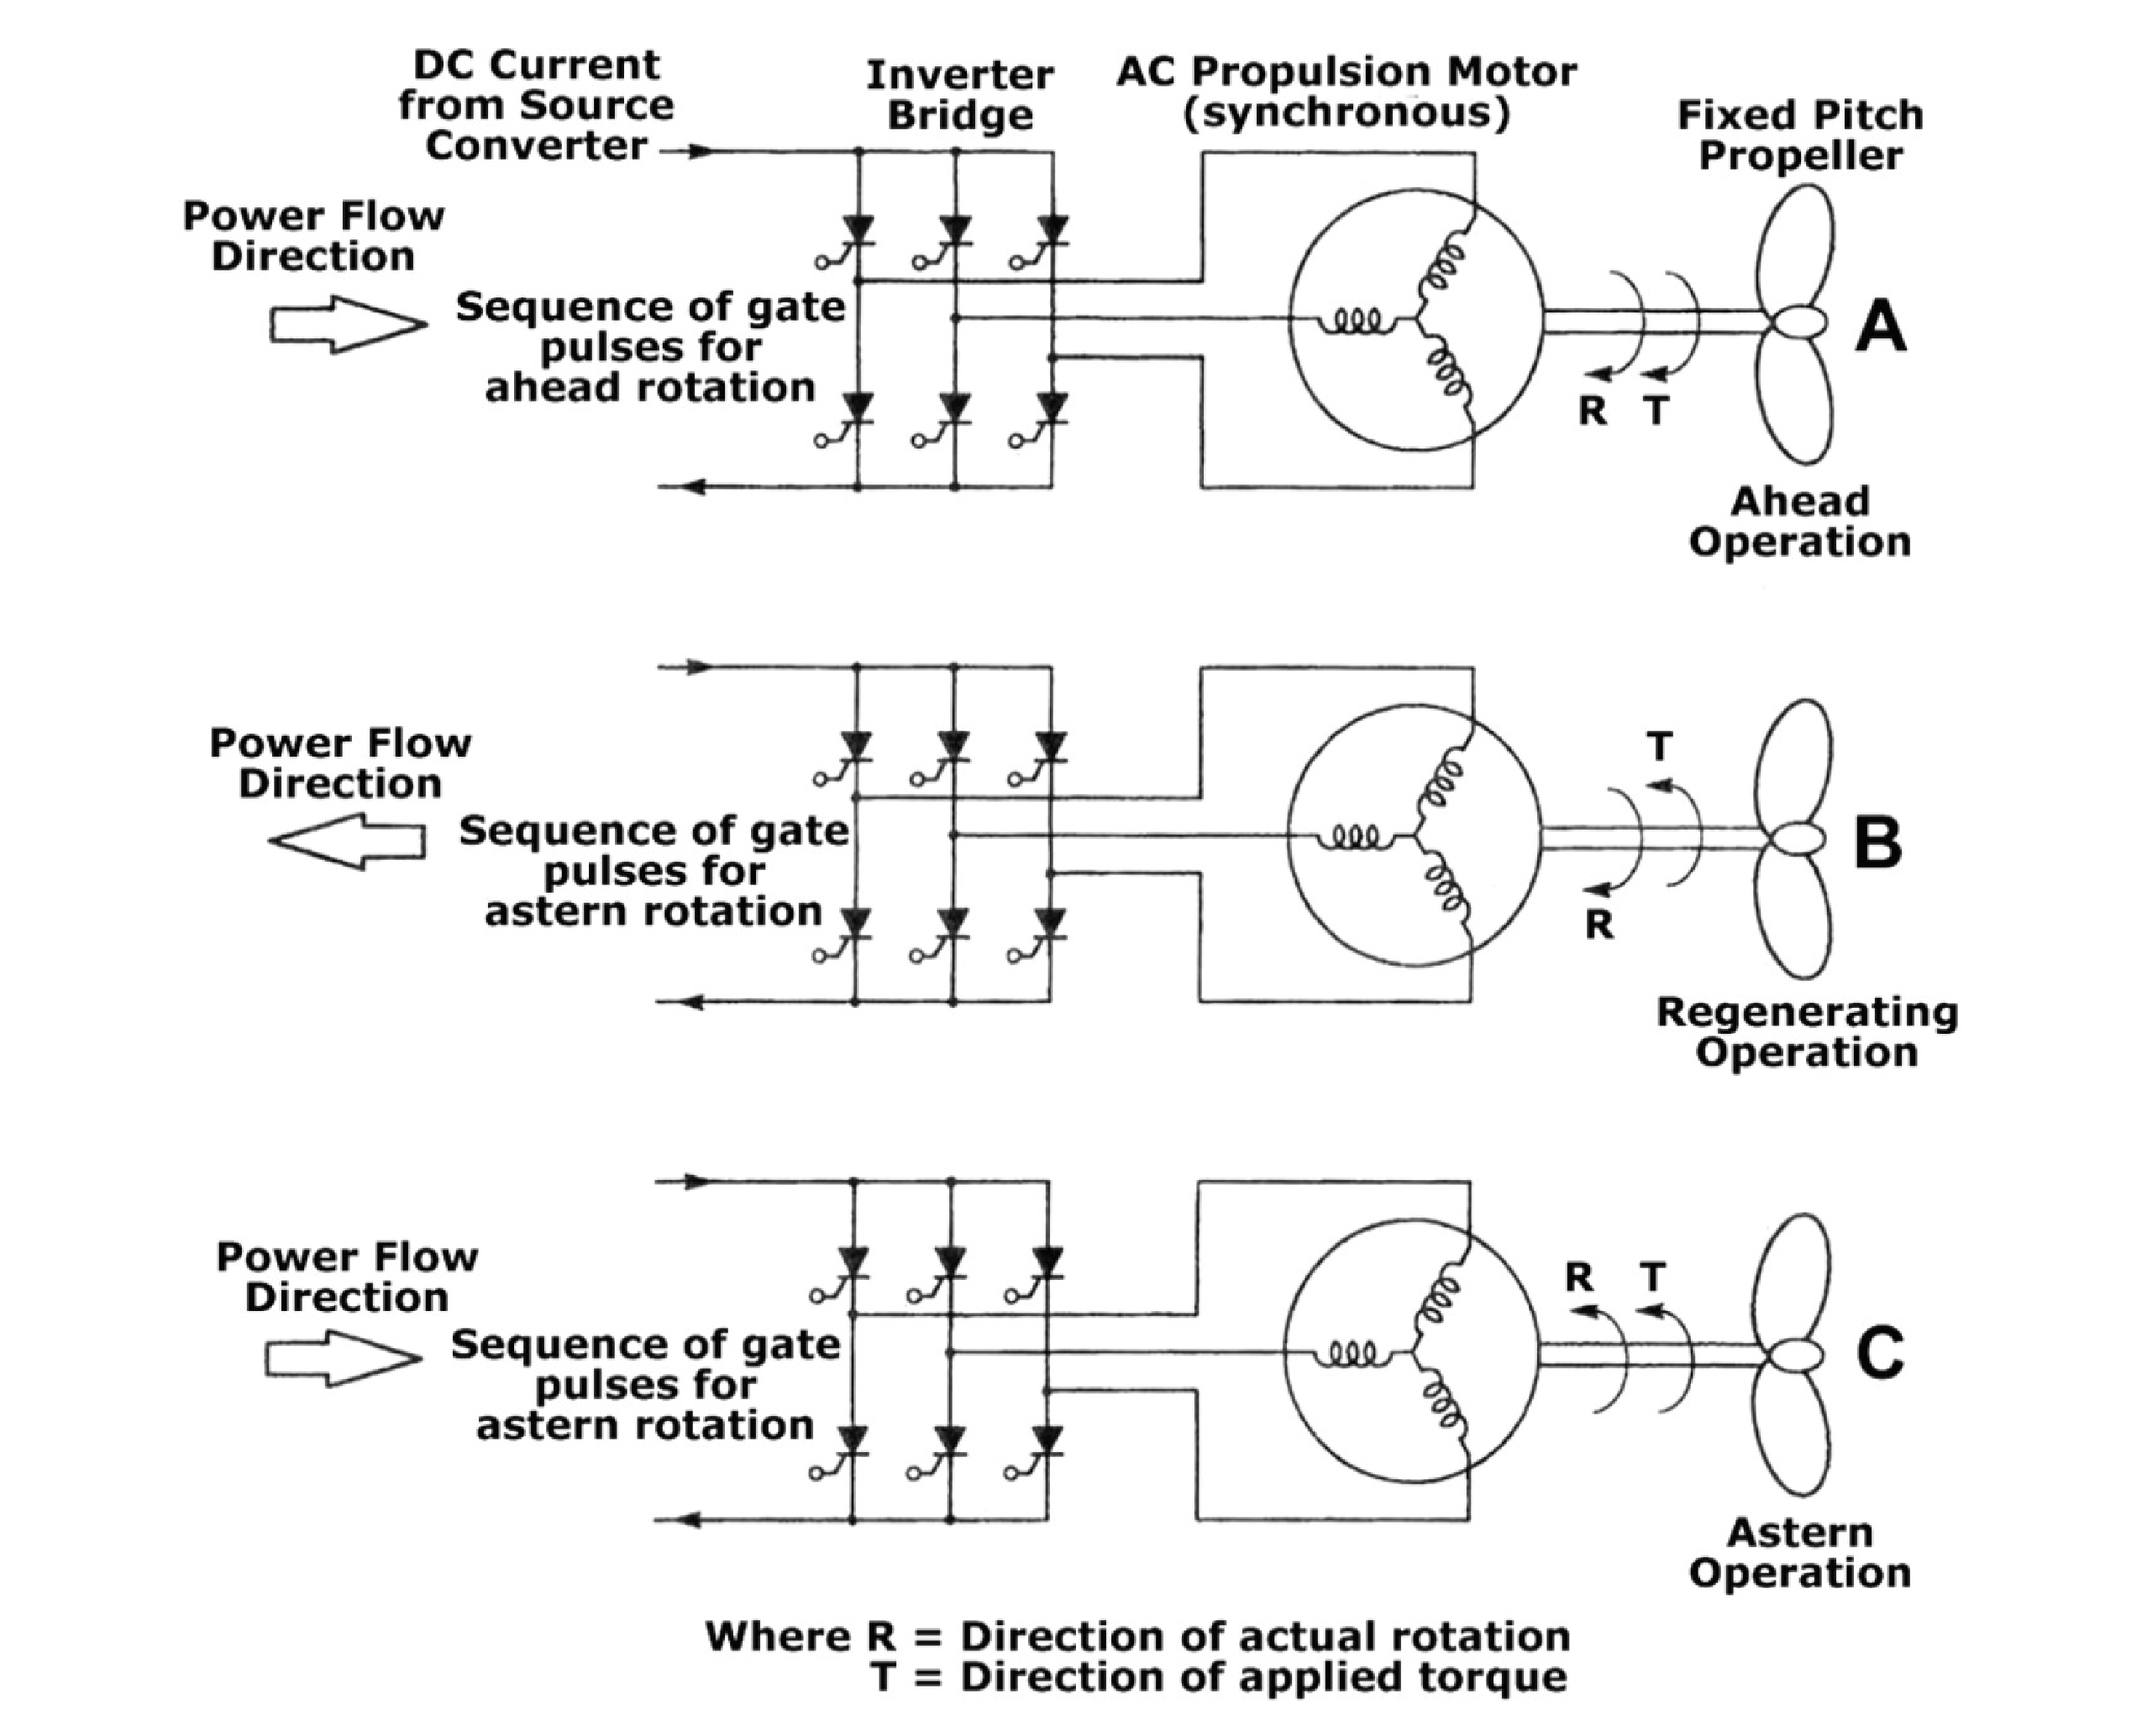 DC Current
from Source
Converter
Inverter
Bridge
AC Propulsion Motor
(synchronous)
Fixed Pitch
Propeller
Power Flow
Direction
Sequence of gate
pulses for
ahead rotation
R T
A
Ahead
Operation
Power Flow
Direction
Sequence of gate
pulses for
astern rotation
T
R
B
Regenerating
Operation
Power Flow
Direction
Sequence of gate
pulses for
astern rotation
R T
C
Astern
Operation
Where R = Direction of actual rotation
T = Direction of applied torque